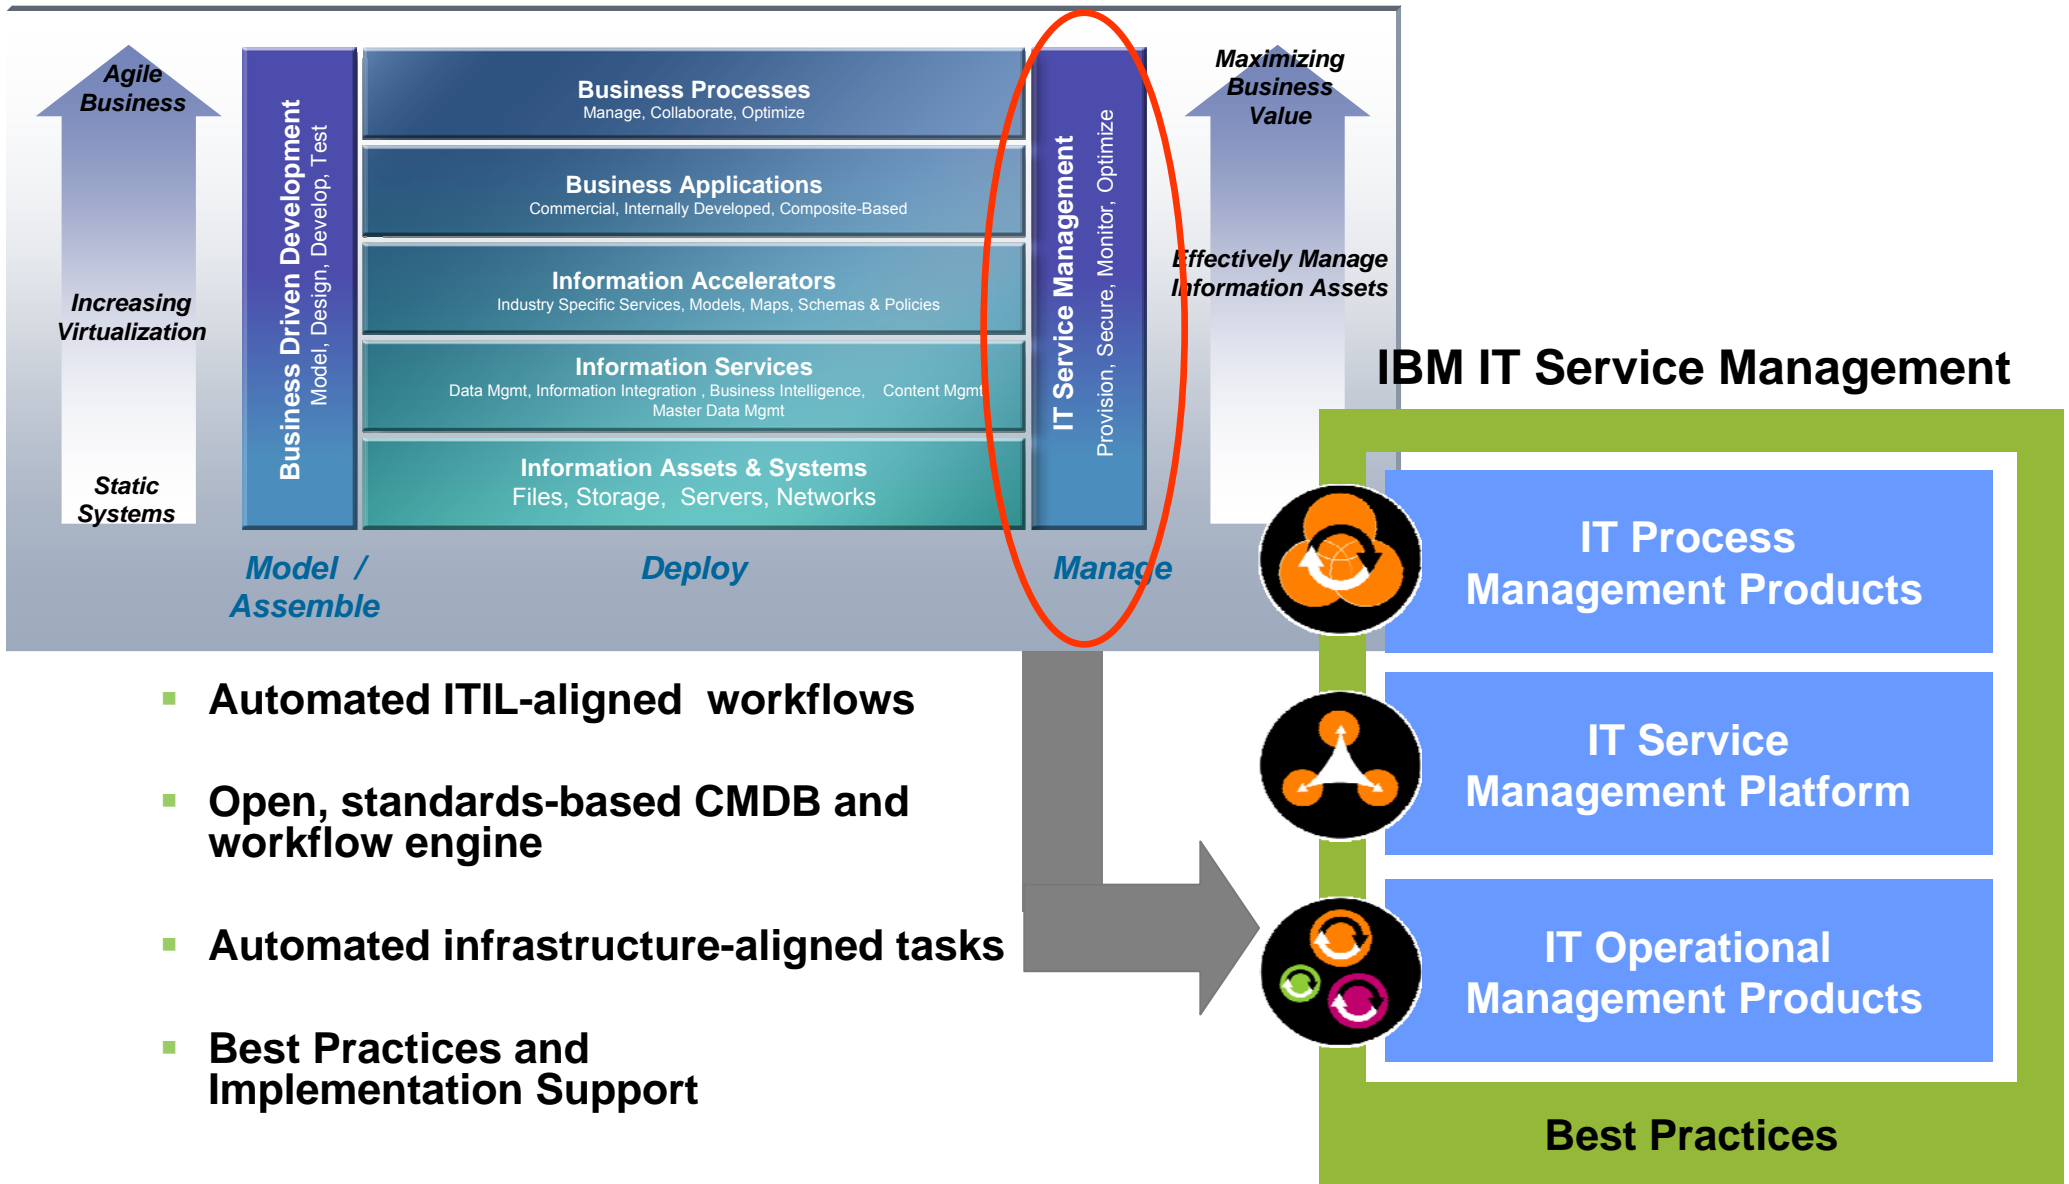 Agile
Business
Increasing
Virtualization
Static
Systems
Business Driven Development
Model, Design, Develop, Test
Business Processes
Manage, Collaborate, Optimize
Business Applications
Commercial, Internally Developed, Composite-Based
Information Accelerators
Industry Specific Services, Models, Maps, Schemas & Policies
Information Services
Data Mgmt, Information Integration , Business Intelligence, Content Mgmt
Master Data Mgmt
Information Assets & Systems
Files, Storage, Servers, Networks
IT Service Management
Provision, Secure, Monitor, Optimize
Maximizing
Business
Value
Effectively Manage
Information Assets
Model /
Assemble
Deploy
Manage
IBM IT Service Management
IT Process
Management Products
IT Service
Management Platform
IT Operational
Management Products
Best Practices
Automated ITIL-aligned workflows
Open, standards-based CMDB and
workflow engine
Automated infrastructure-aligned tasks
Best Practices and
Implementation Support